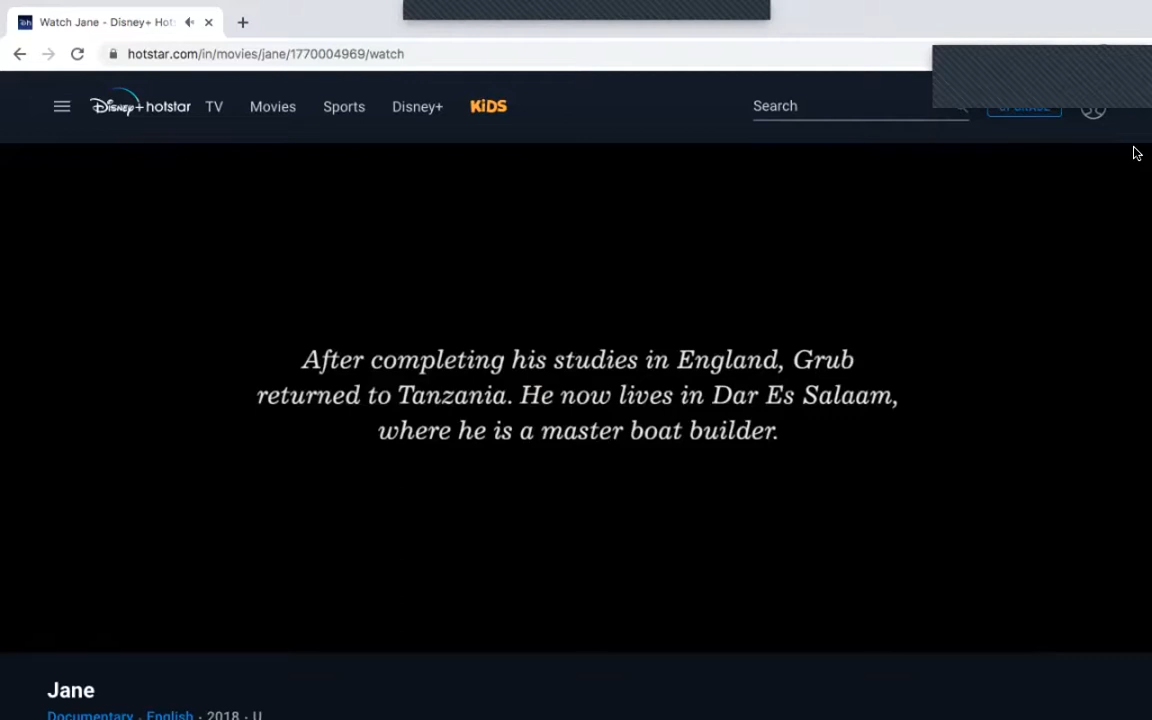 Watch Jane - Disney+ Hot
hotstar.com/in/movies/jane/1770004969/watch
Disney+ hotstar TV Movies Sports Disney+ KiDS Search
After completing his studies in England, Grub
returned to Tanzania. He now lives in Dar Es Salaam,
where he is a master boat builder.
Jane
Documentary · English · 2018 · U